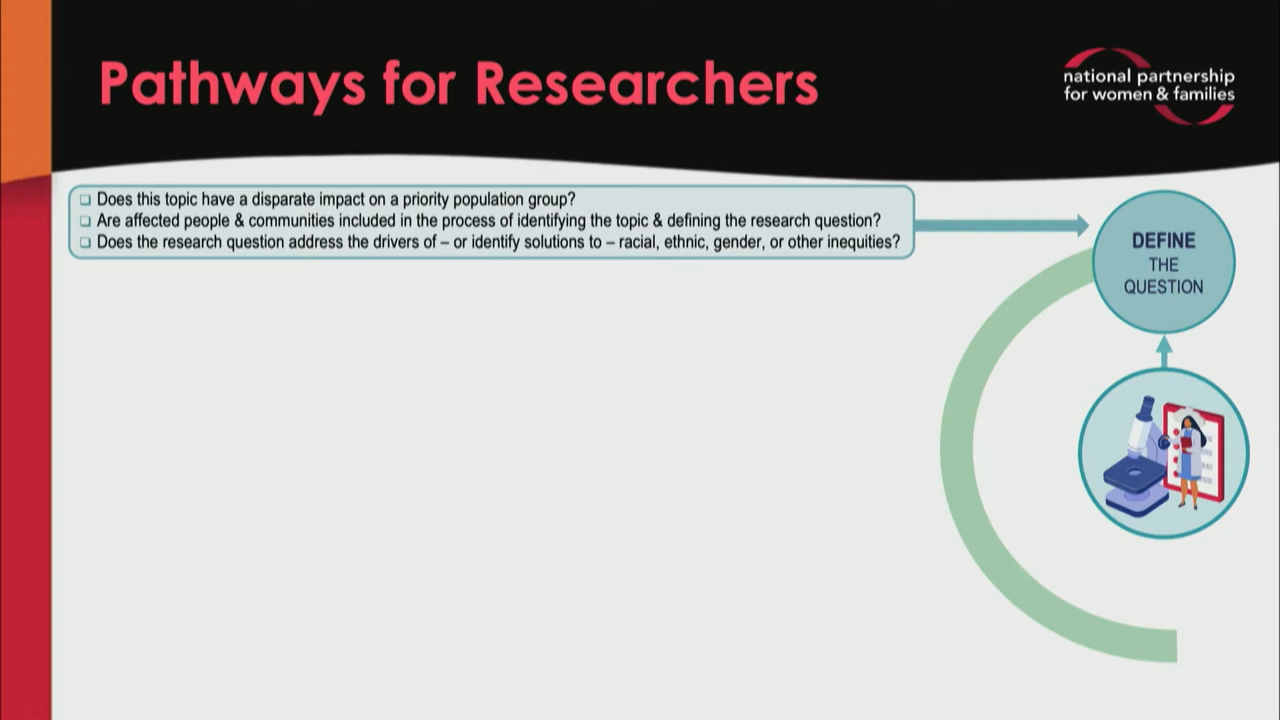 Pathways for Researchers
national partnership
for women & families
❑ Does this topic have a disparate impact on a priority population group?
❑ Are affected people & communities included in the process of identifying the topic & defining the research question?
❑ Does the research question address the drivers of – or identify solutions to – racial, ethnic, gender, or other inequities?
DEFINE
THE
QUESTION